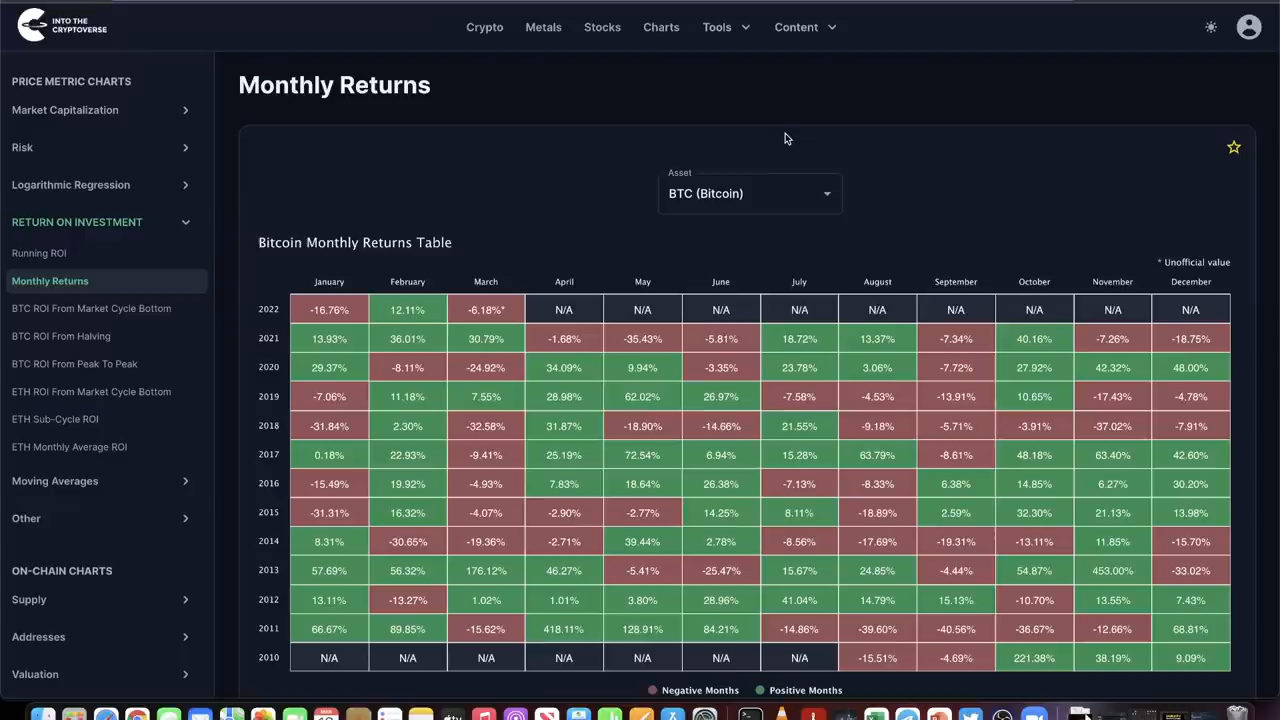 INTO THE
CRYPTOVERSE
Crypto Metals Stocks Charts Tools Content
PRICE METRIC CHARTS
Market Capitalization
Risk
Logarithmic Regression
RETURN ON INVESTMENT
Running ROI
Monthly Returns
BTC ROI From Market Cycle Bottom
BTC ROI From Halving
BTC ROI From Peak To Peak
ETH ROI From Market Cycle Bottom
ETH Sub-Cycle ROI
ETH Monthly Average ROI
Moving Averages
Other
ON-CHAIN CHARTS
Supply
Addresses
Valuation
Monthly Returns
Asset
BTC (Bitcoin)
Bitcoin Monthly Returns Table
* Unofficial value
January February March April May June July August September October November December
2022 -16.76% 12.11% -6.18%* N/A N/A N/A N/A N/A N/A N/A N/A N/A
2021 13.93% 36.01% 30.79% -1.68% -35.43% -5.81% 18.72% 13.37% -7.34% 40.16% -7.26% -18.75%
2020 29.37% -8.11% -24.92% 34.09% 9.94% -3.35% 23.78% 3.06% -7.72% 27.92% 42.32% 48.00%
2019 -7.06% 11.18% 7.55% 28.98% 62.02% 26.97% -7.58% -4.53% -13.91% 10.65% -17.43% -4.78%
2018 -31.84% 2.30% -32.58% 31.87% -18.90% -14.66% 21.55% -9.18% -5.71% -3.91% -37.02% -7.91%
2017 0.18% 22.93% -9.41% 25.19% 72.54% 6.94% 15.28% 63.79% -8.61% 48.18% 63.40% 42.60%
2016 -15.49% 19.92% -4.93% 7.83% 18.64% 26.38% -7.13% -8.33% 6.38% 14.85% 6.27% 30.20%
2015 -31.31% 16.32% -4.07% -2.90% -2.77% 14.25% 8.11% -18.89% 2.59% 32.30% 21.13% 13.98%
2014 8.31% -30.65% -19.36% -2.71% 39.44% 2.78% -8.56% -17.69% -19.31% -13.11% 11.85% -15.70%
2013 57.69% 56.32% 176.12% 46.27% -5.41% -25.47% 15.67% 24.85% -4.44% 54.87% 453.00% -33.02%
2012 13.11% -13.27% 1.02% 1.01% 3.80% 28.96% 41.04% 14.79% 15.13% -10.70% 13.55% 7.43%
2011 66.67% 89.85% -15.62% 418.11% 128.91% 84.21% -14.86% -39.60% -40.56% -36.67% -12.66% 68.81%
2010 N/A N/A N/A N/A N/A N/A N/A -15.51% -4.69% 221.38% 38.19% 9.09%
Negative Months Positive Months